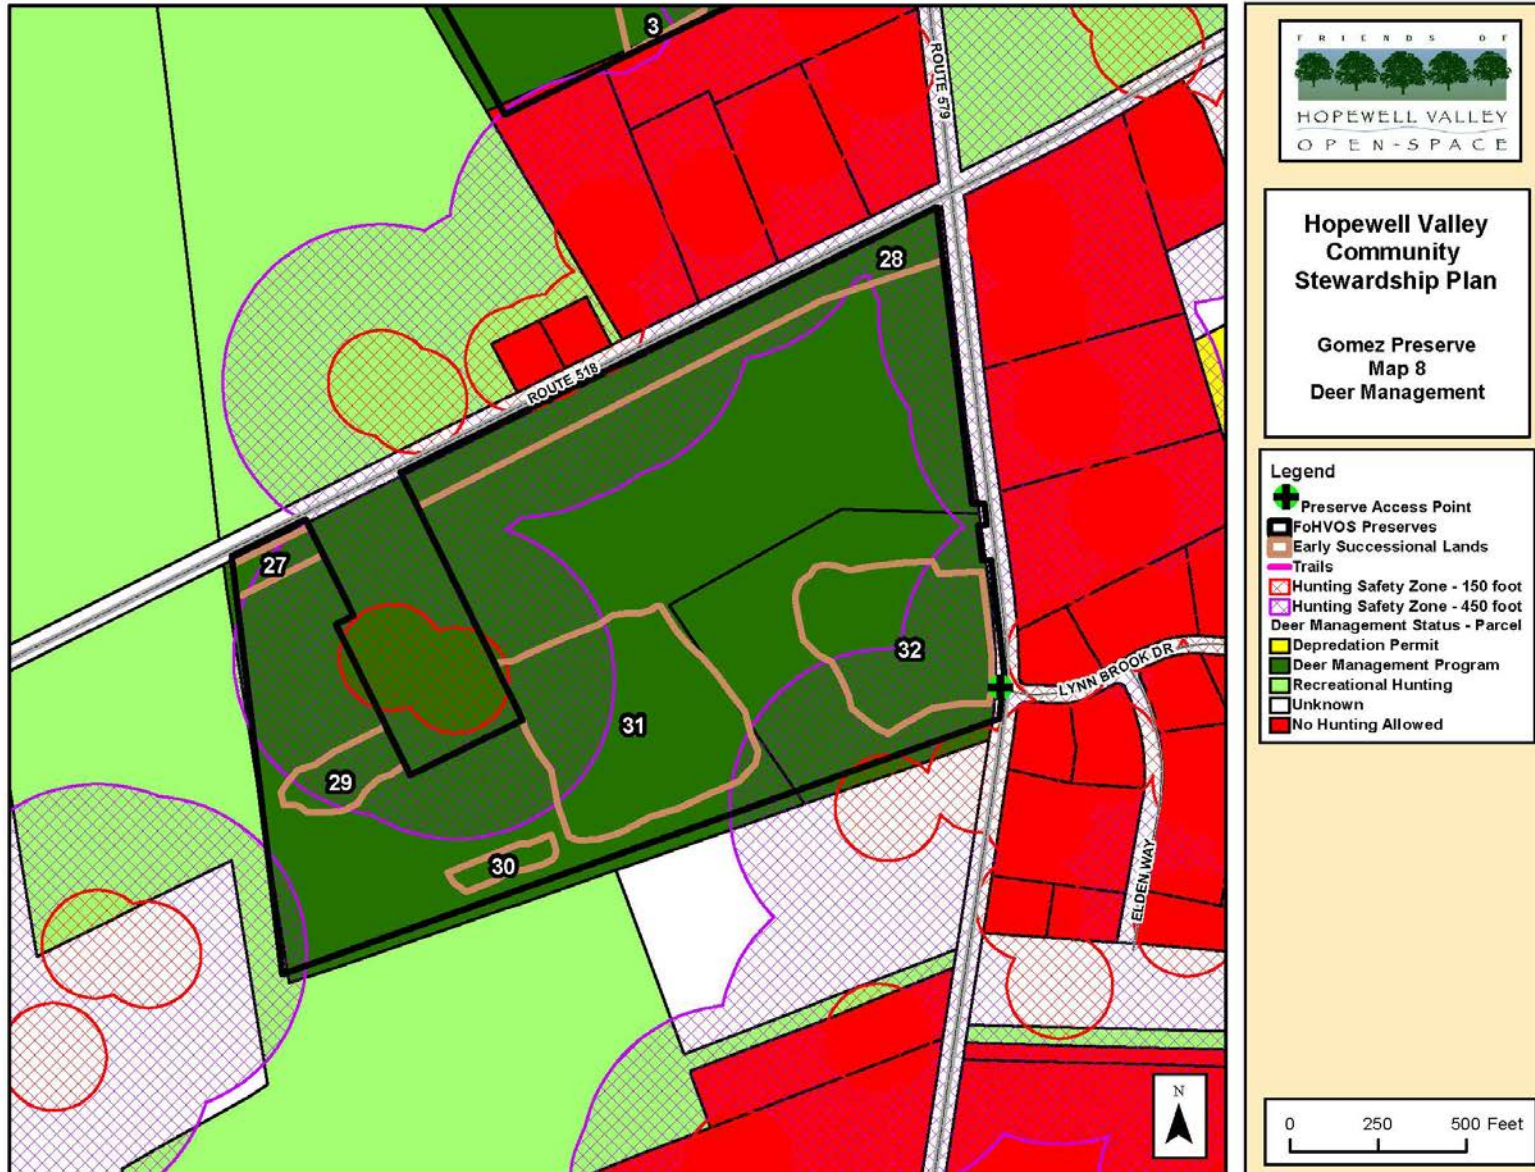 3
ROUTE 579
28
ROUTE 518
27
32
LYNN BROOK DR
31
29
30
ELDEN WAY
N
FRIENDS OF
HOPEWELL VALLEY
OPEN-SPACE
Hopewell Valley
Community
Stewardship Plan
Gomez Preserve
Map 8
Deer Management
Legend
Preserve Access Point
FoHVOS Preserves
Early Successional Lands
Trails
Hunting Safety Zone - 150 foot
Hunting Safety Zone - 450 foot
Deer Management Status - Parcel
Depredation Permit
Deer Management Program
Recreational Hunting
Unknown
No Hunting Allowed
0 250 500 Feet